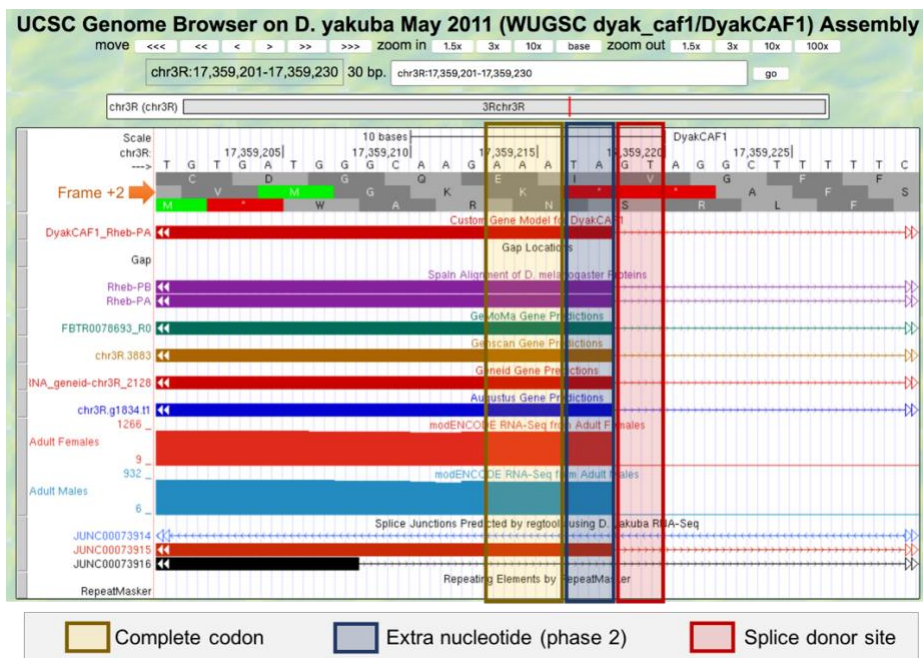 UCSC Genome Browser on D. yakuba May 2011 (WUGSC dyak_caf1/DyakCAF1) Assembly
move <<< << < > >> >>> zoom in 1.5x 3x 10x base zoom out 1.5x 3x 10x 100x
chr3R:17,359,201-17,359,230 30 bp. chr3R:17,359,201-17,359,230 go
chr3R (chr3R) 3Rchr3R
Scale 10 bases DyakCAF1
chr3R: 17,359,205 17,359,210 17,359,215 17,359,220 17,359,225
---> T G T G A T G G G C A A G A A A T A G T A G G C T T T T T C
C D G Q E I V G F F
Frame +2 V M G K K * * A F S
M * W A R N S R L F
Custom Gene Model for DyakCAF1
DyakCAF1_Rheb-PA
Gap Locations
Gap
Spaln Alignment of D. melanogaster Proteins
Rheb-PB
Rheb-PA
GeMoMa Gene Predictions
FBTR0078693_R0
Genscan Gene Predictions
chr3R.3883
Geneid Gene Predictions
INA_geneid-chr3R_2128
Augustus Gene Predictions
chr3R.g1834.t1
modENCODE RNA-Seq from Adult Females
1266 _
Adult Females
9 _
modENCODE RNA-Seq from Adult Males
932 _
Adult Males
6 _
Splice Junctions Predicted by regtools using D. yakuba RNA-Seq
JUNC00073914
JUNC00073915
JUNC00073916
Repeating Elements by RepeatMasker
RepeatMasker
Complete codon Extra nucleotide (phase 2) Splice donor site